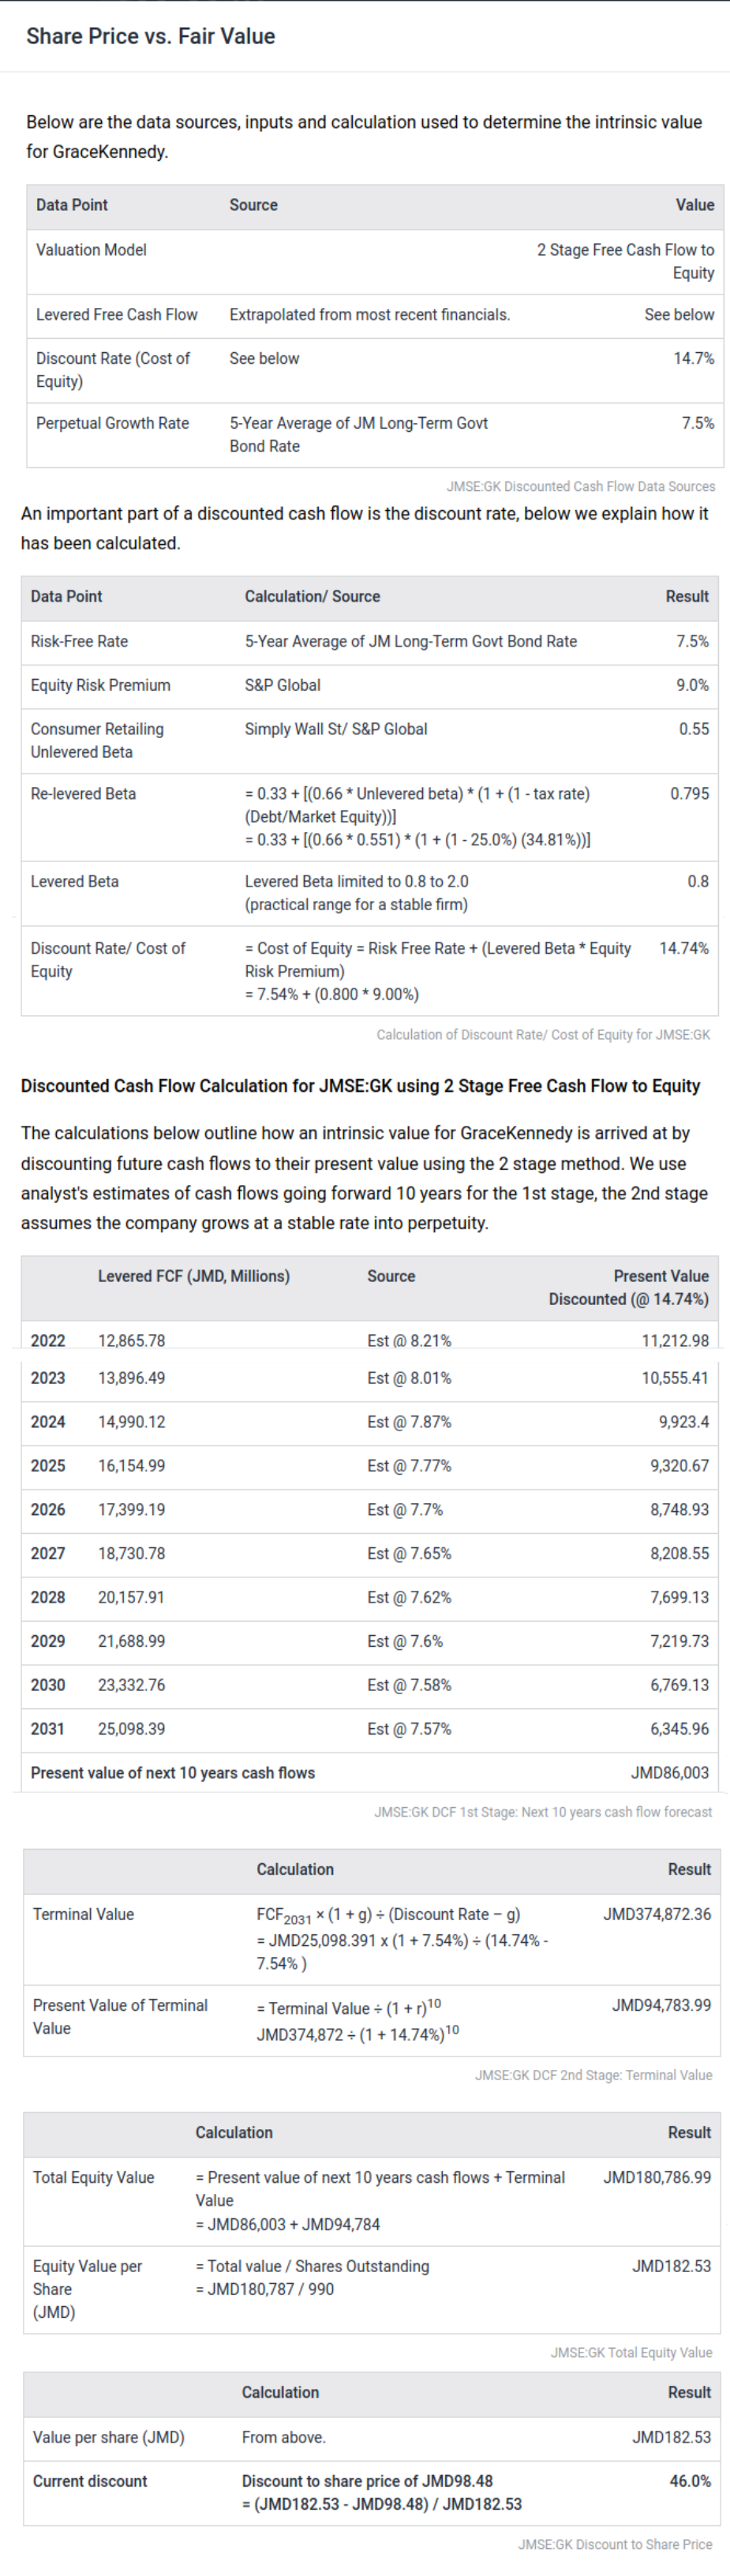 Share Price vs. Fair Value
Below are the data sources, inputs and calculation used to determine the intrinsic value
for GraceKennedy.
Data Point Source Value
Valuation Model 2 Stage Free Cash Flow to
Equity
Levered Free Cash Flow Extrapolated from most recent financials. See below
Discount Rate (Cost of See below 14.7%
Equity)
Perpetual Growth Rate 5-Year Average of JM Long-Term Govt 7.5%
Bond Rate
JMSE:GK Discounted Cash Flow Data Sources
An important part of a discounted cash flow is the discount rate, below we explain how it
has been calculated.
Data Point Calculation/ Source Result
Risk-Free Rate 5-Year Average of JM Long-Term Govt Bond Rate 7.5%
Equity Risk Premium S&P Global 9.0%
Consumer Retailing Simply Wall St/ S&P Global 0.55
Unlevered Beta
Re-levered Beta = 0.33 + [(0.66 * Unlevered beta) * (1 + (1 - tax rate) 0.795
(Debt/Market Equity))]
= 0.33 + [(0.66 * 0.551) * (1 + (1 - 25.0%) (34.81%))]
Levered Beta Levered Beta limited to 0.8 to 2.0 0.8
(practical range for a stable firm)
Discount Rate/ Cost of = Cost of Equity = Risk Free Rate + (Levered Beta * Equity 14.74%
Equity Risk Premium)
= 7.54% + (0.800 * 9.00%)
Calculation of Discount Rate/ Cost of Equity for JMSE:GK
Discounted Cash Flow Calculation for JMSE:GK using 2 Stage Free Cash Flow to Equity
The calculations below outline how an intrinsic value for GraceKennedy is arrived at by
discounting future cash flows to their present value using the 2 stage method. We use
analyst's estimates of cash flows going forward 10 years for the 1st stage, the 2nd stage
assumes the company grows at a stable rate into perpetuity.
Levered FCF (JMD, Millions) Source Present Value
Discounted (@ 14.74%)
2022 12,865.78 Est @ 8.21% 11,212.98
2023 13,896.49 Est @ 8.01% 10,555.41
2024 14,990.12 Est @ 7.87% 9,923.4
2025 16,154.99 Est @ 7.77% 9,320.67
2026 17,399.19 Est @ 7.7% 8,748.93
2027 18,730.78 Est @ 7.65% 8,208.55
2028 20,157.91 Est @ 7.62% 7,699.13
2029 21,688.99 Est @ 7.6% 7,219.73
2030 23,332.76 Est @ 7.58% 6,769.13
2031 25,098.39 Est @ 7.57% 6,345.96
Present value of next 10 years cash flows JMD86,003
JMSE:GK DCF 1st Stage: Next 10 years cash flow forecast
Calculation Result
Terminal Value FCF2031 × (1 + g) ÷ (Discount Rate – g) JMD374,872.36
= JMD25,098.391 x (1 + 7.54%) ÷ (14.74% -
7.54% )
Present Value of Terminal = Terminal Value ÷ (1 + r)10 JMD94,783.99
Value JMD374,872 ÷ (1 + 14.74%)10
JMSE:GK DCF 2nd Stage: Terminal Value
Calculation Result
Total Equity Value = Present value of next 10 years cash flows + Terminal JMD180,786.99
Value
= JMD86,003 + JMD94,784
Equity Value per = Total value / Shares Outstanding JMD182.53
Share = JMD180,787 / 990
(JMD)
JMSE:GK Total Equity Value
Calculation Result
Value per share (JMD) From above. JMD182.53
Current discount Discount to share price of JMD98.48 46.0%
= (JMD182.53 - JMD98.48) / JMD182.53
JMSE:GK Discount to Share Price